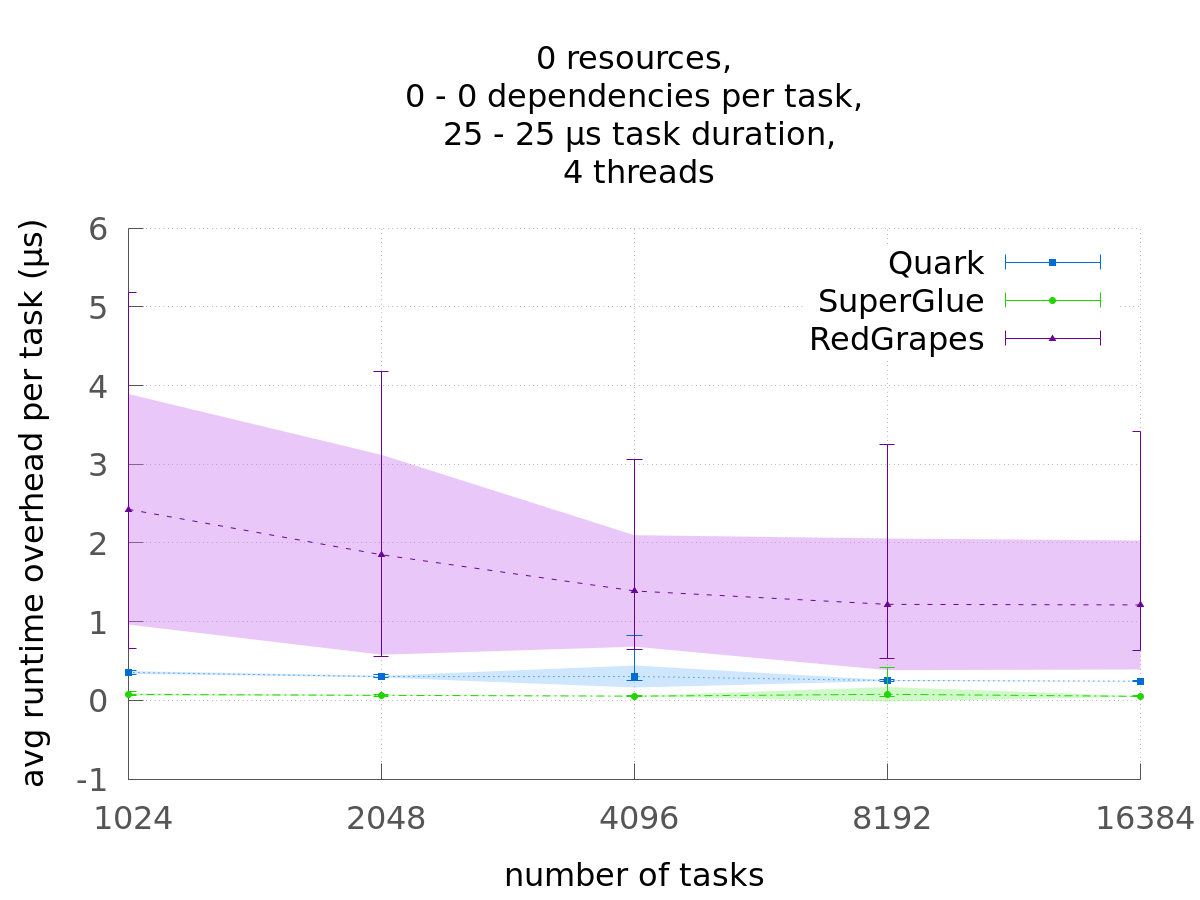 0 resources,
0 - 0 dependencies per task,
25 - 25 µs task duration,
4 threads
avg runtime overhead per task (µs)
6
5
4
3
2
1
0
-1
Quark
SuperGlue
RedGrapes
1024 2048 4096 8192 16384
number of tasks